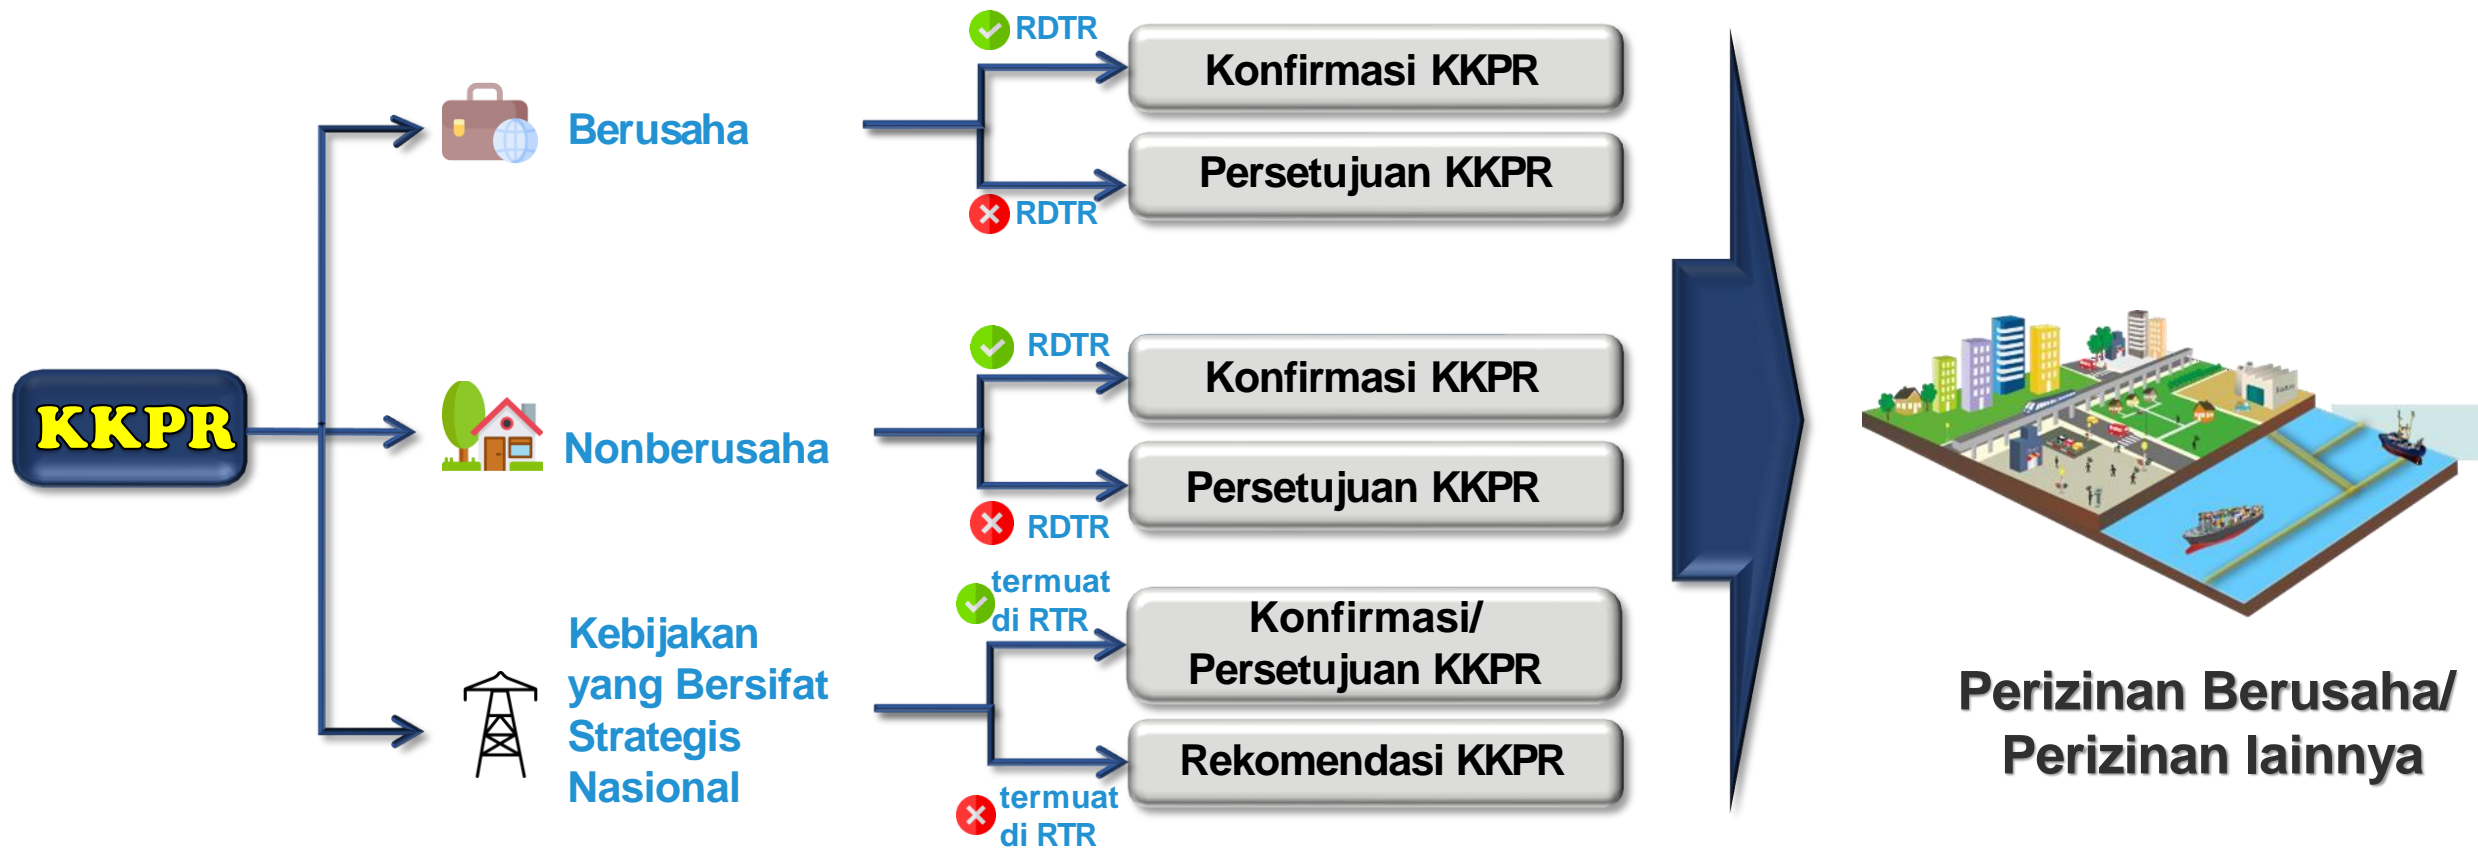 KKPR
Berusaha
RDTR
Konfirmasi KKPR
Persetujuan KKPR
RDTR
Nonberusaha
RDTR
Konfirmasi KKPR
Persetujuan KKPR
RDTR
Kebijakan
yang Bersifat
Strategis
Nasional
termuat
di RTR
Konfirmasi/
Persetujuan KKPR
Rekomendasi KKPR
termuat
di RTR
Perizinan Berusaha/
Perizinan lainnya